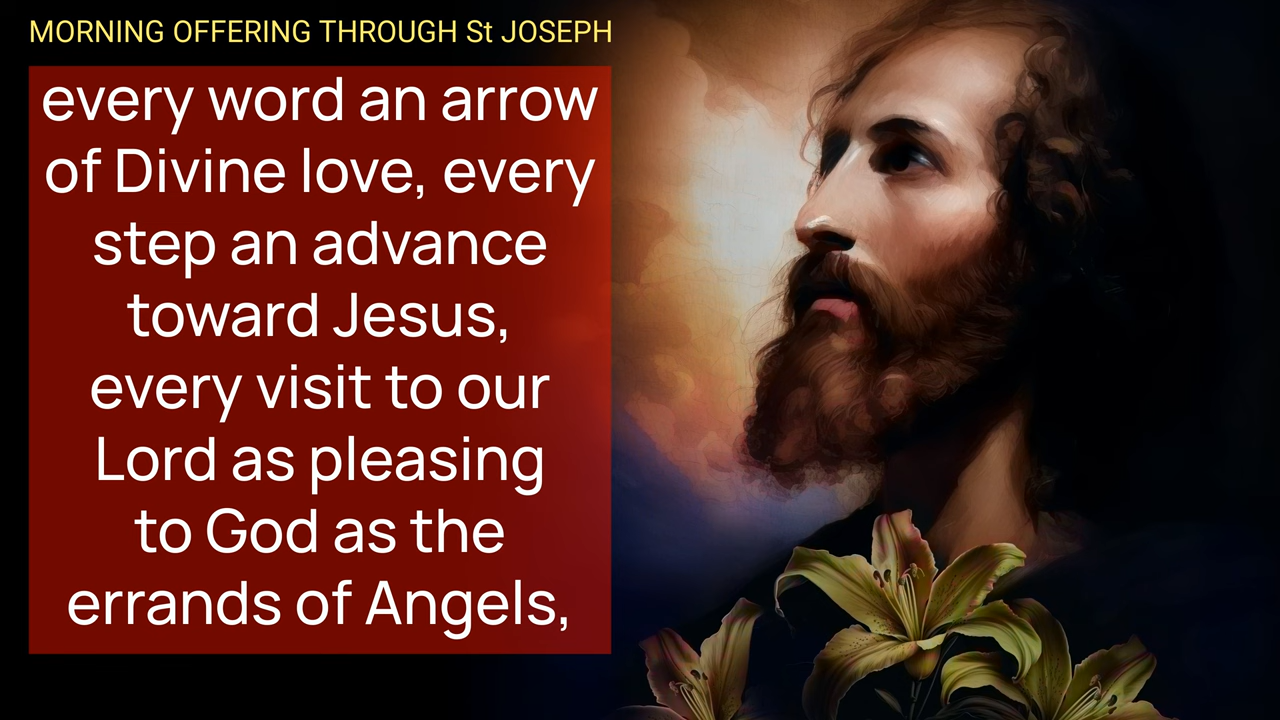 MORNING OFFERING THROUGH St JOSEPH
every word an arrow
of Divine love, every
step an advance
toward Jesus,
every visit to our
Lord as pleasing
to God as the
errands of Angels,